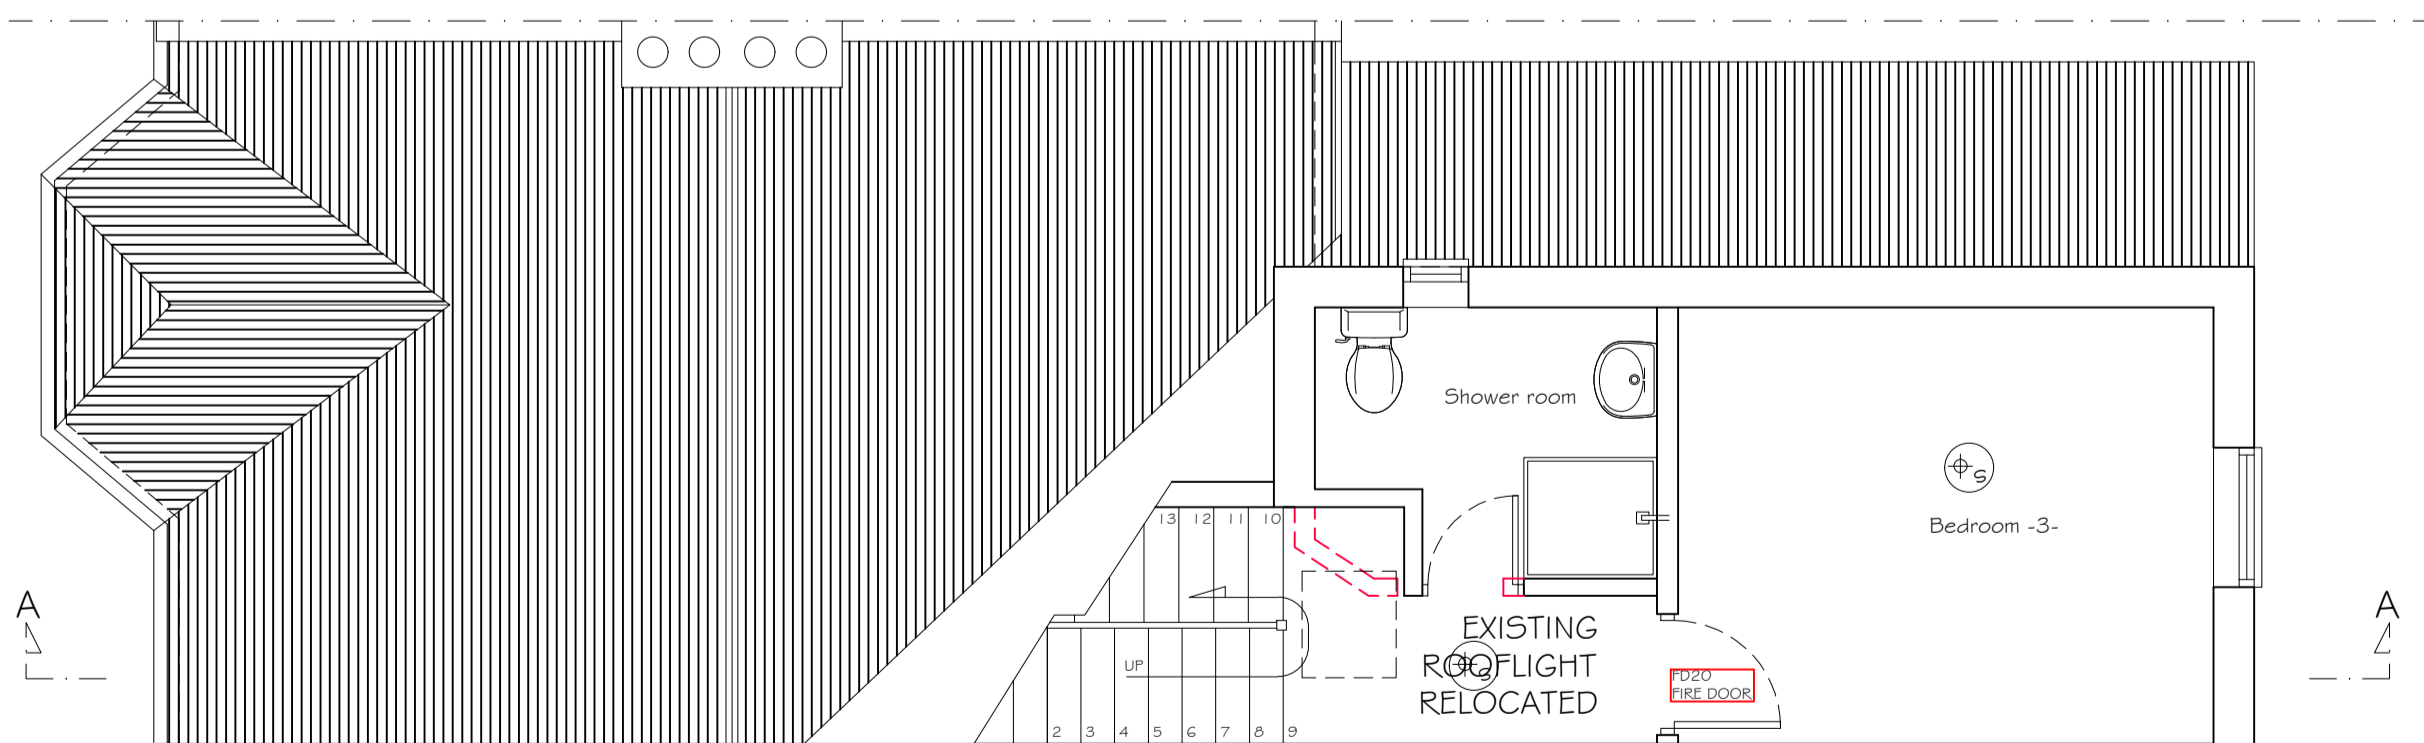 Shower room
Bedroom -3-
13 12 11 10
A
A
EXISTING
ROOFLIGHT
RELOCATED
S
S
UP
FD20
FIRE DOOR
2 3 4 5 6 7 8 9